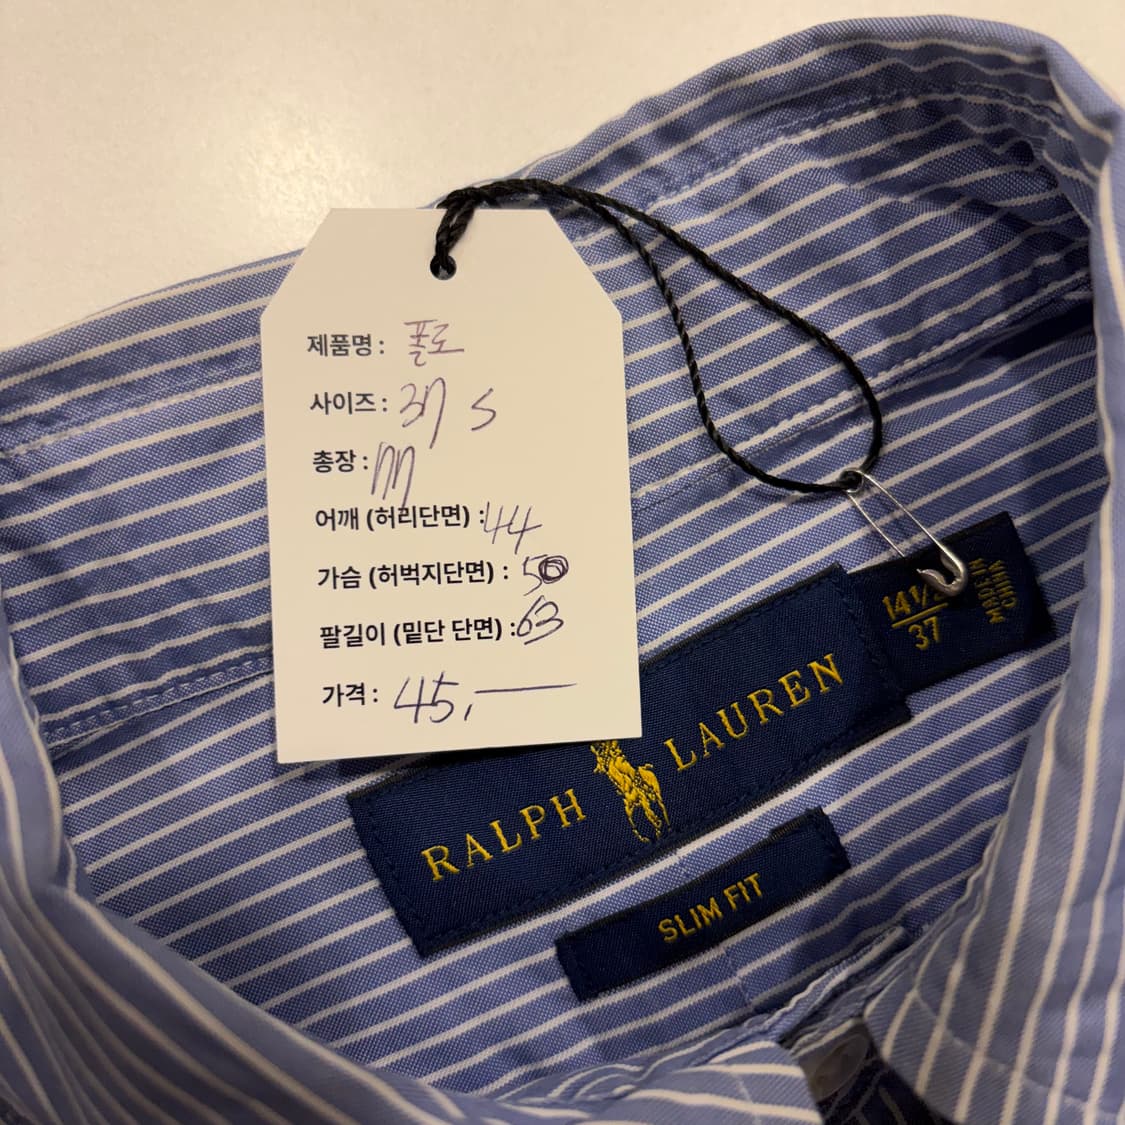 제품명 : 폴로
사이즈 : 37 S
총장 : 77
어깨 (허리단면) : 44
가슴 (허벅지단면) : 50
팔길이 (밑단 단면) : 63
가격 : 45,—
14½
37
MADE IN
CHINA
RALPH LAUREN
SLIM FIT